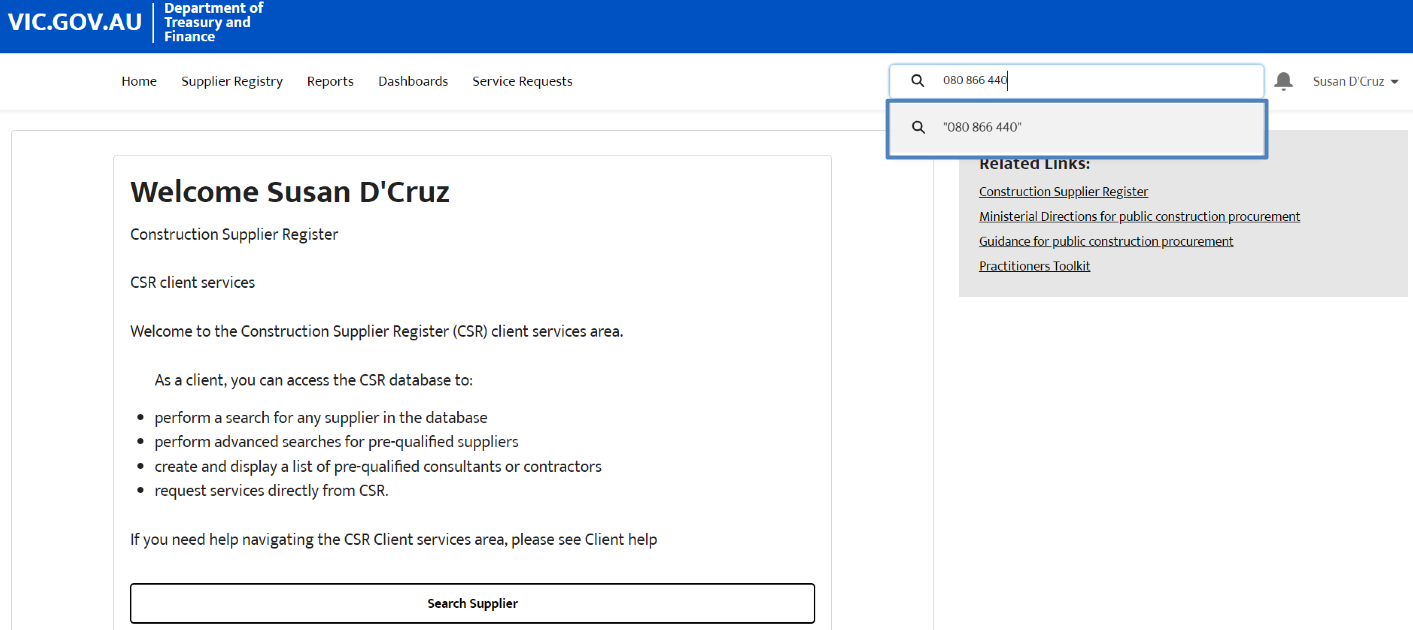 VIC.GOV.AU
Department of
Treasury and
Finance
Home
Supplier Registry
Reports
Dashboards
Service Requests
080 866 440
Susan D'Cruz
"080 866 440"
Welcome Susan D'Cruz
Construction Supplier Register
CSR client services
Welcome to the Construction Supplier Register (CSR) client services area.
As a client, you can access the CSR database to:
perform a search for any supplier in the database
perform advanced searches for pre-qualified suppliers
create and display a list of pre-qualified consultants or contractors
request services directly from CSR.
If you need help navigating the CSR Client services area, please see Client help
Search Supplier
Related Links:
Construction Supplier Register
Ministerial Directions for public construction procurement
Guidance for public construction procurement
Practitioners Toolkit